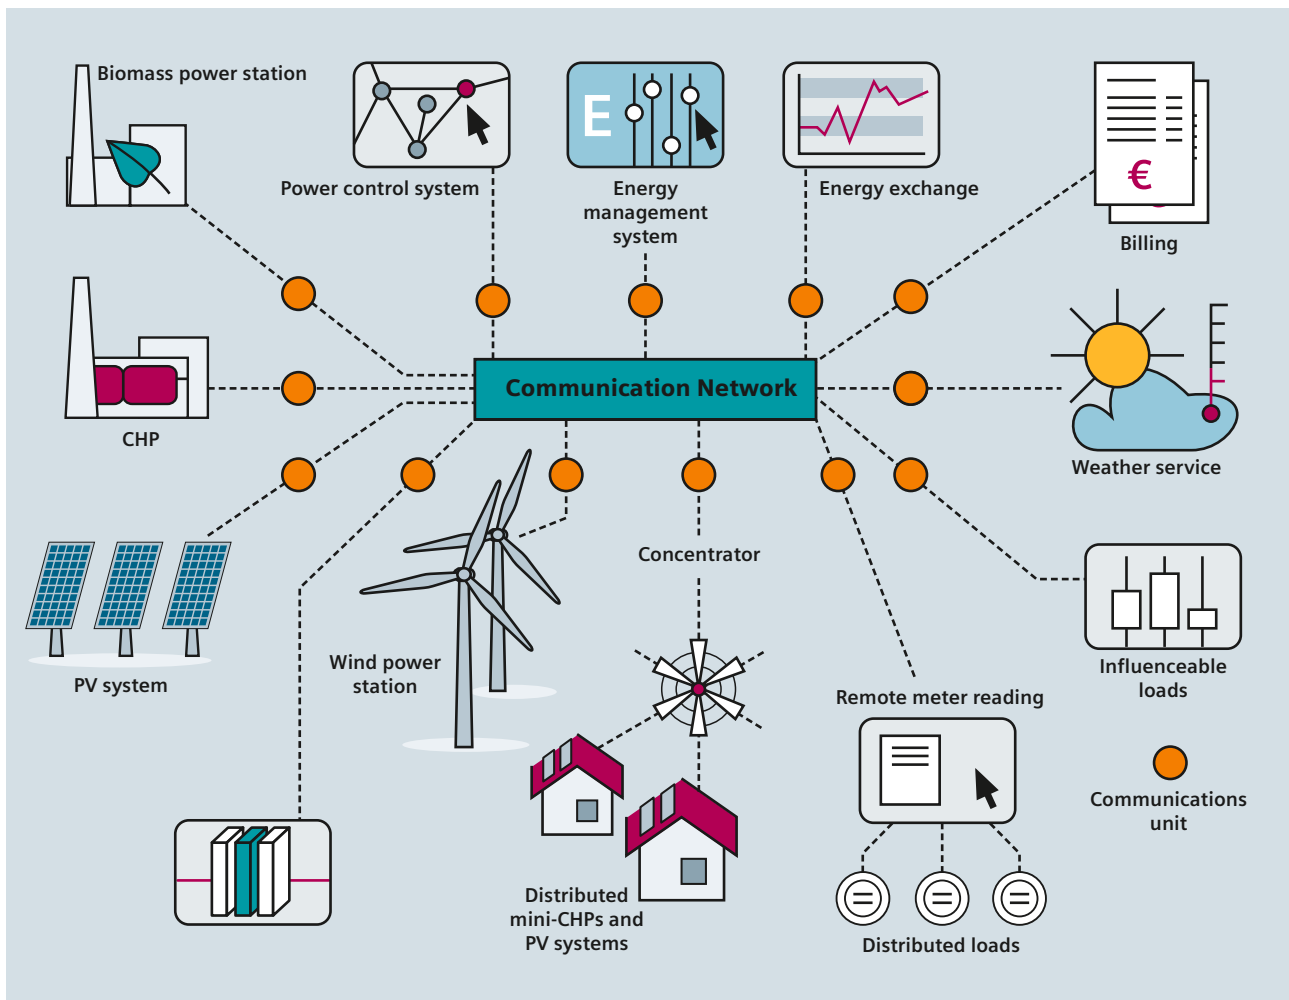 Biomass power station
Power control system
E
Energy
management
system
Energy exchange
€
Billing
CHP
Communication Network
Weather service
PV system
Wind power
station
Concentrator
Influenceable
loads
Remote meter reading
Communications
unit
Distributed
mini-CHPs and
PV systems
Distributed loads